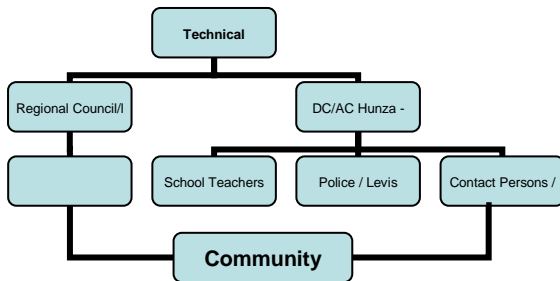 Technical
Regional Council/I
DC/AC Hunza -
School Teachers
Police / Levis
Contact Persons /
Community